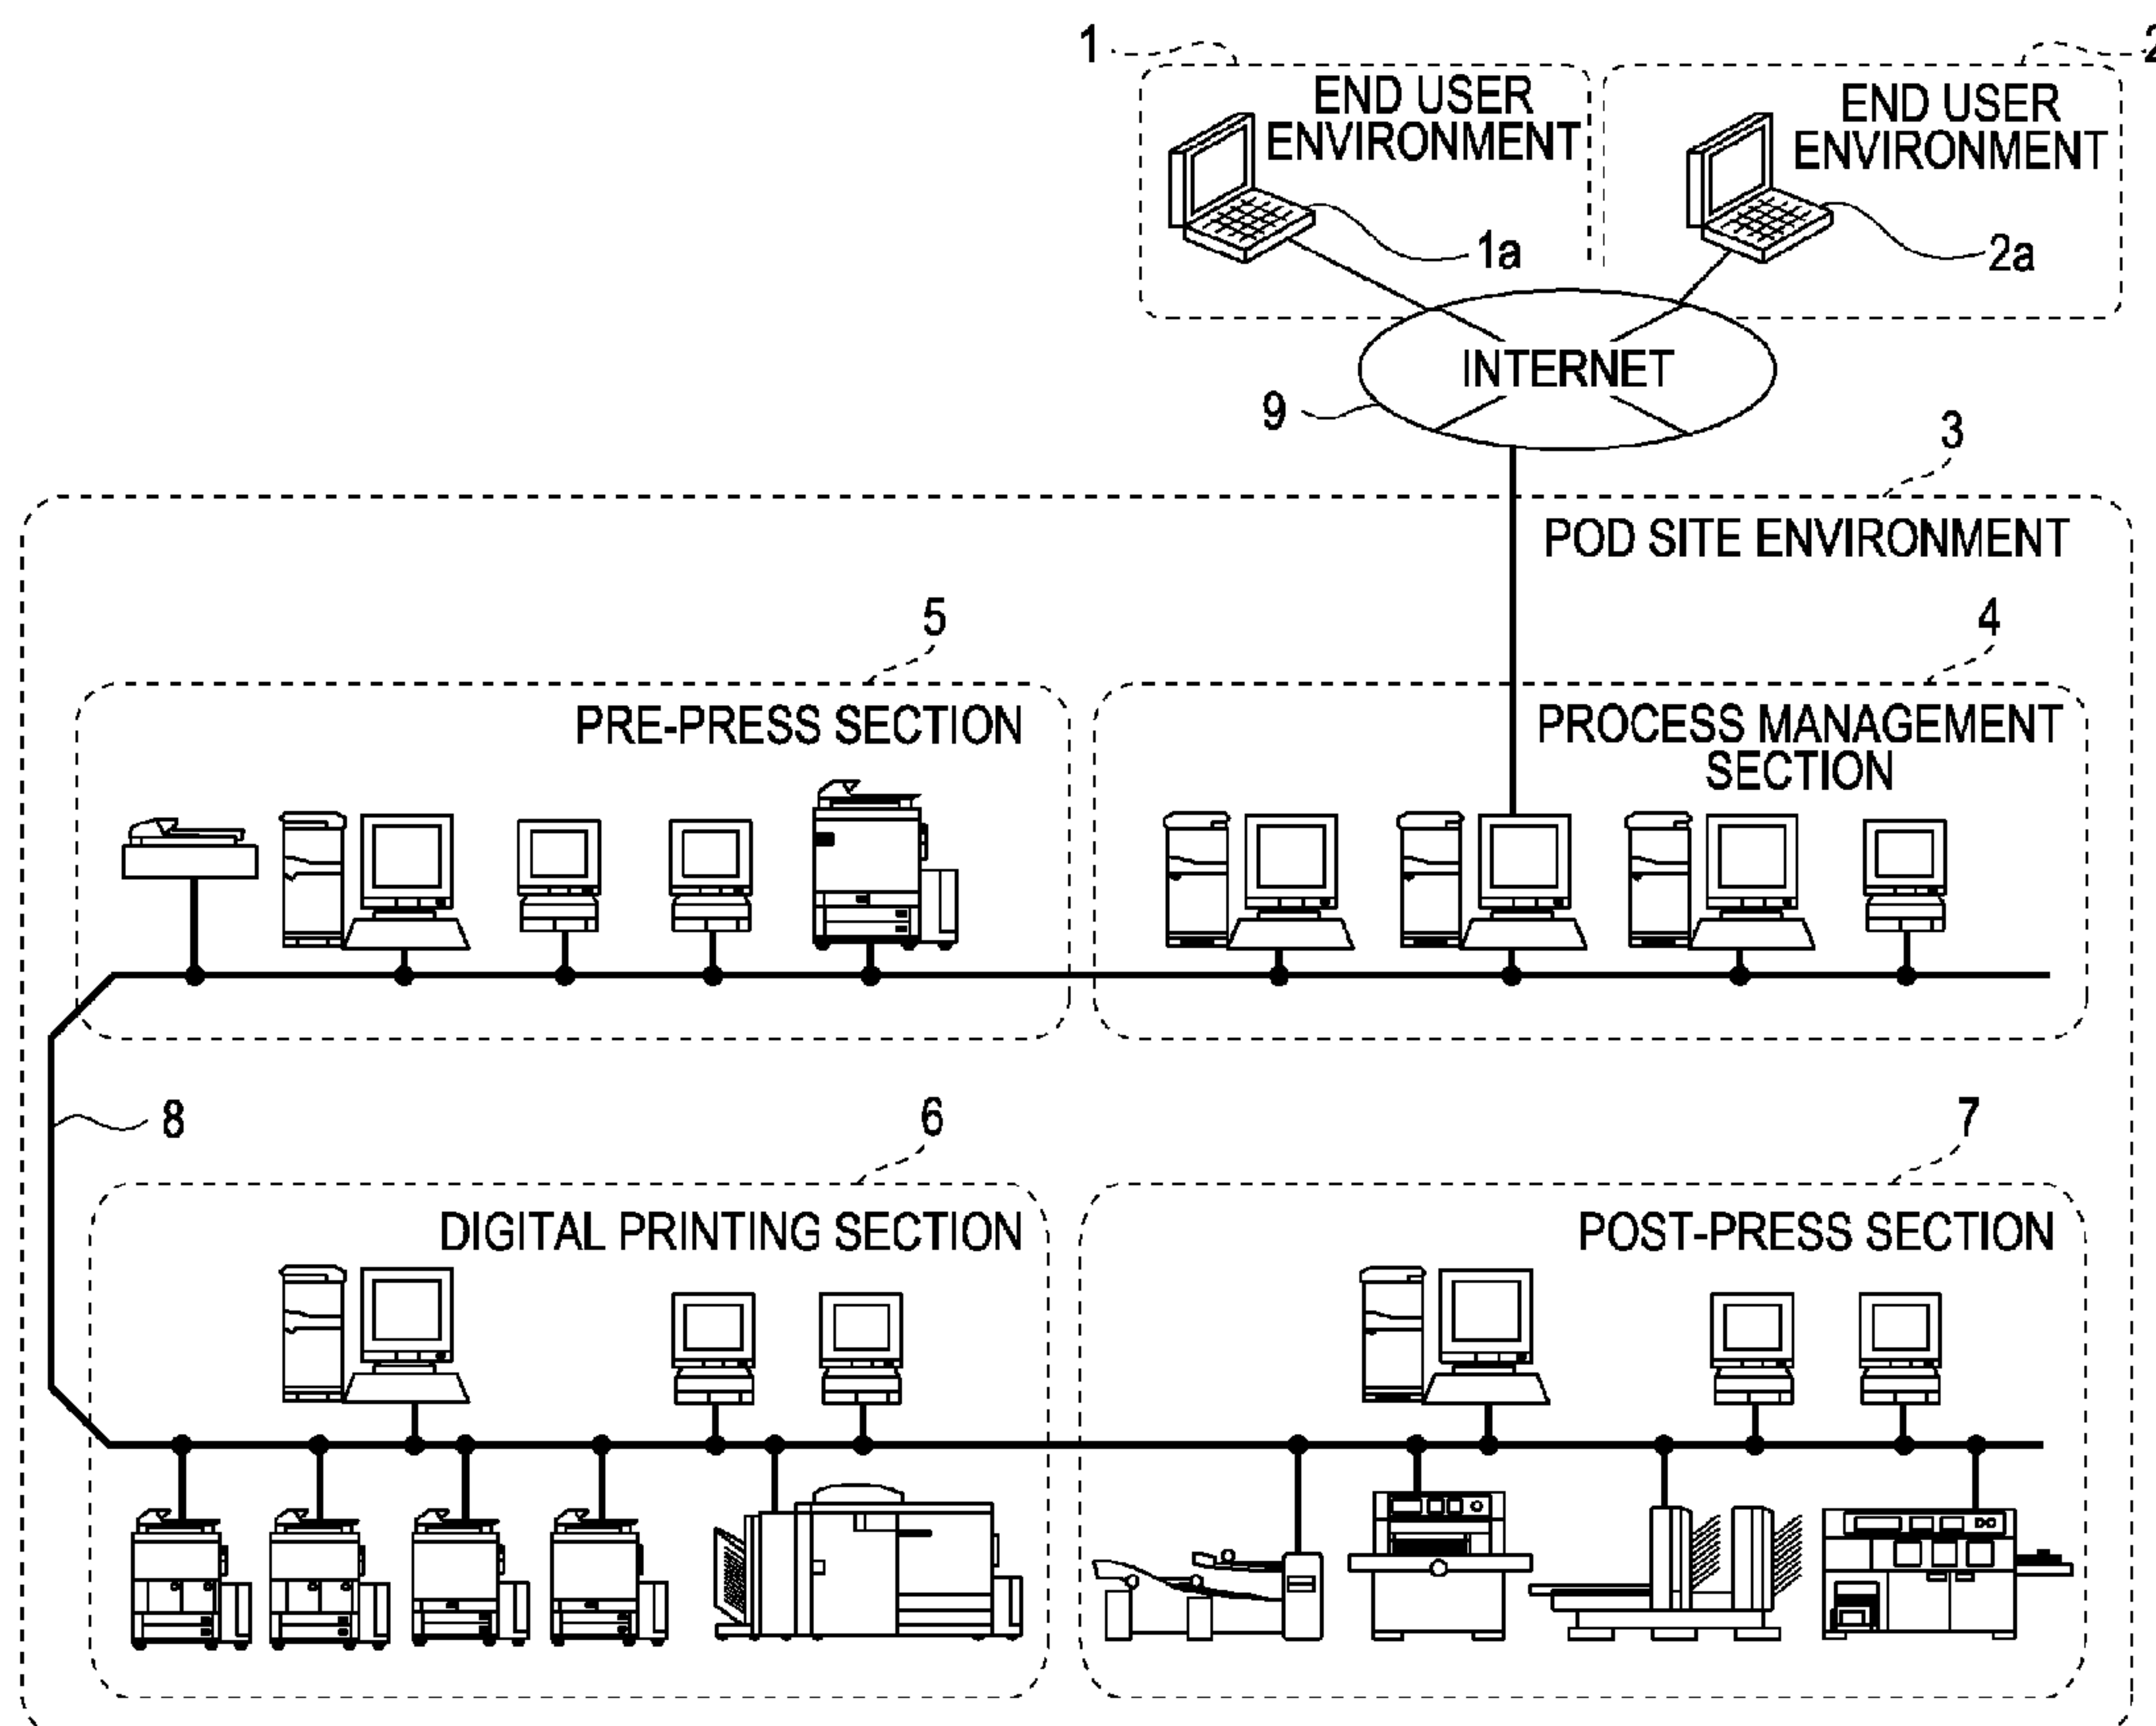 1
2
END USER
ENVIRONMENT
END USER
ENVIRONMENT
1a
2a
INTERNET
9
3
POD SITE ENVIRONMENT
5
4
PRE-PRESS SECTION
PROCESS MANAGEMENT
SECTION
8
6
7
DIGITAL PRINTING SECTION
POST-PRESS SECTION